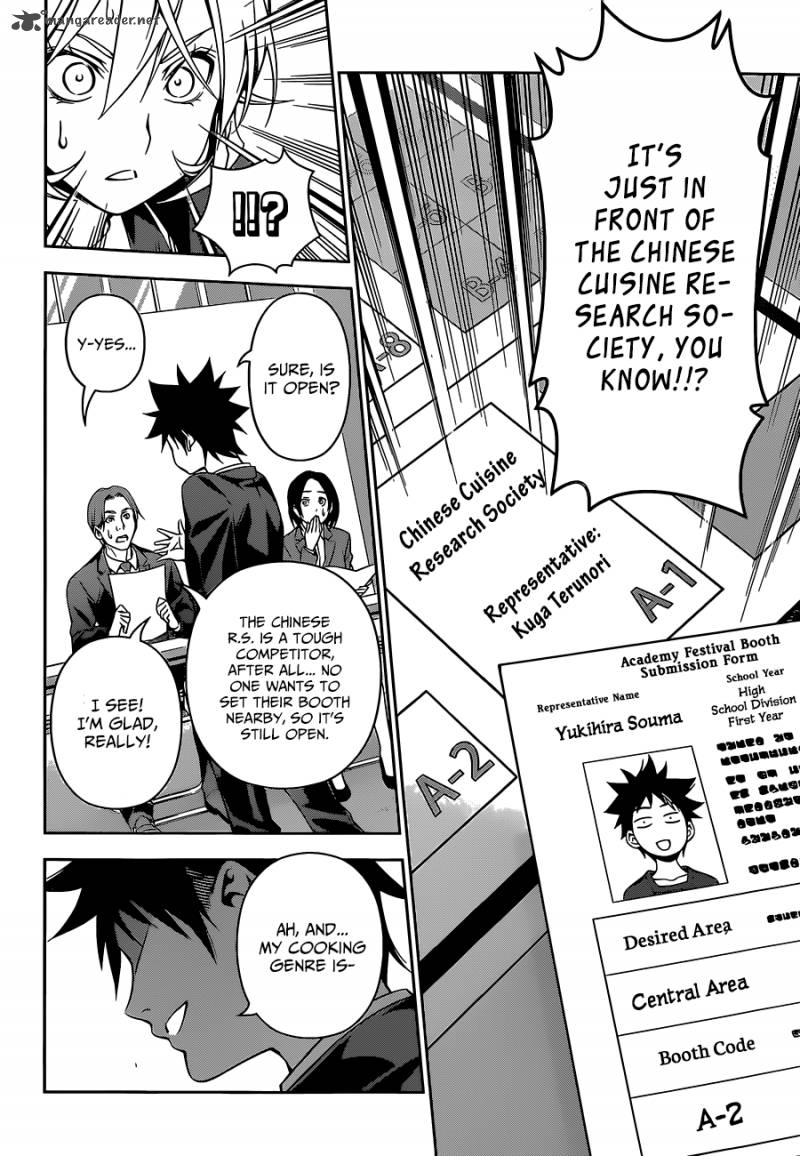 mangareader.net
IT'S
JUST IN
FRONT OF
THE CHINESE
CUISINE RE-
SEARCH SO-
CIETY, YOU
KNOW!!?
!!!?
Chinese Cuisine
Research Society
Representative:
Kuga Terunori
A-1
A-2
Academy Festival Booth
Submission Form
Representative Name
Yukihira Souma
School Year
High
School Division
First Year
Desired Area
Central Area
Booth Code
A-2
SURE, IS
IT OPEN?
Y-YES...
THE CHINESE
R.S. IS A TOUGH
COMPETITOR,
AFTER ALL... NO
ONE WANTS TO
SET THEIR BOOTH
NEARBY, SO IT'S
STILL OPEN.
I SEE!
I'M GLAD,
REALLY!
AH, AND...
MY COOKING
GENRE IS-